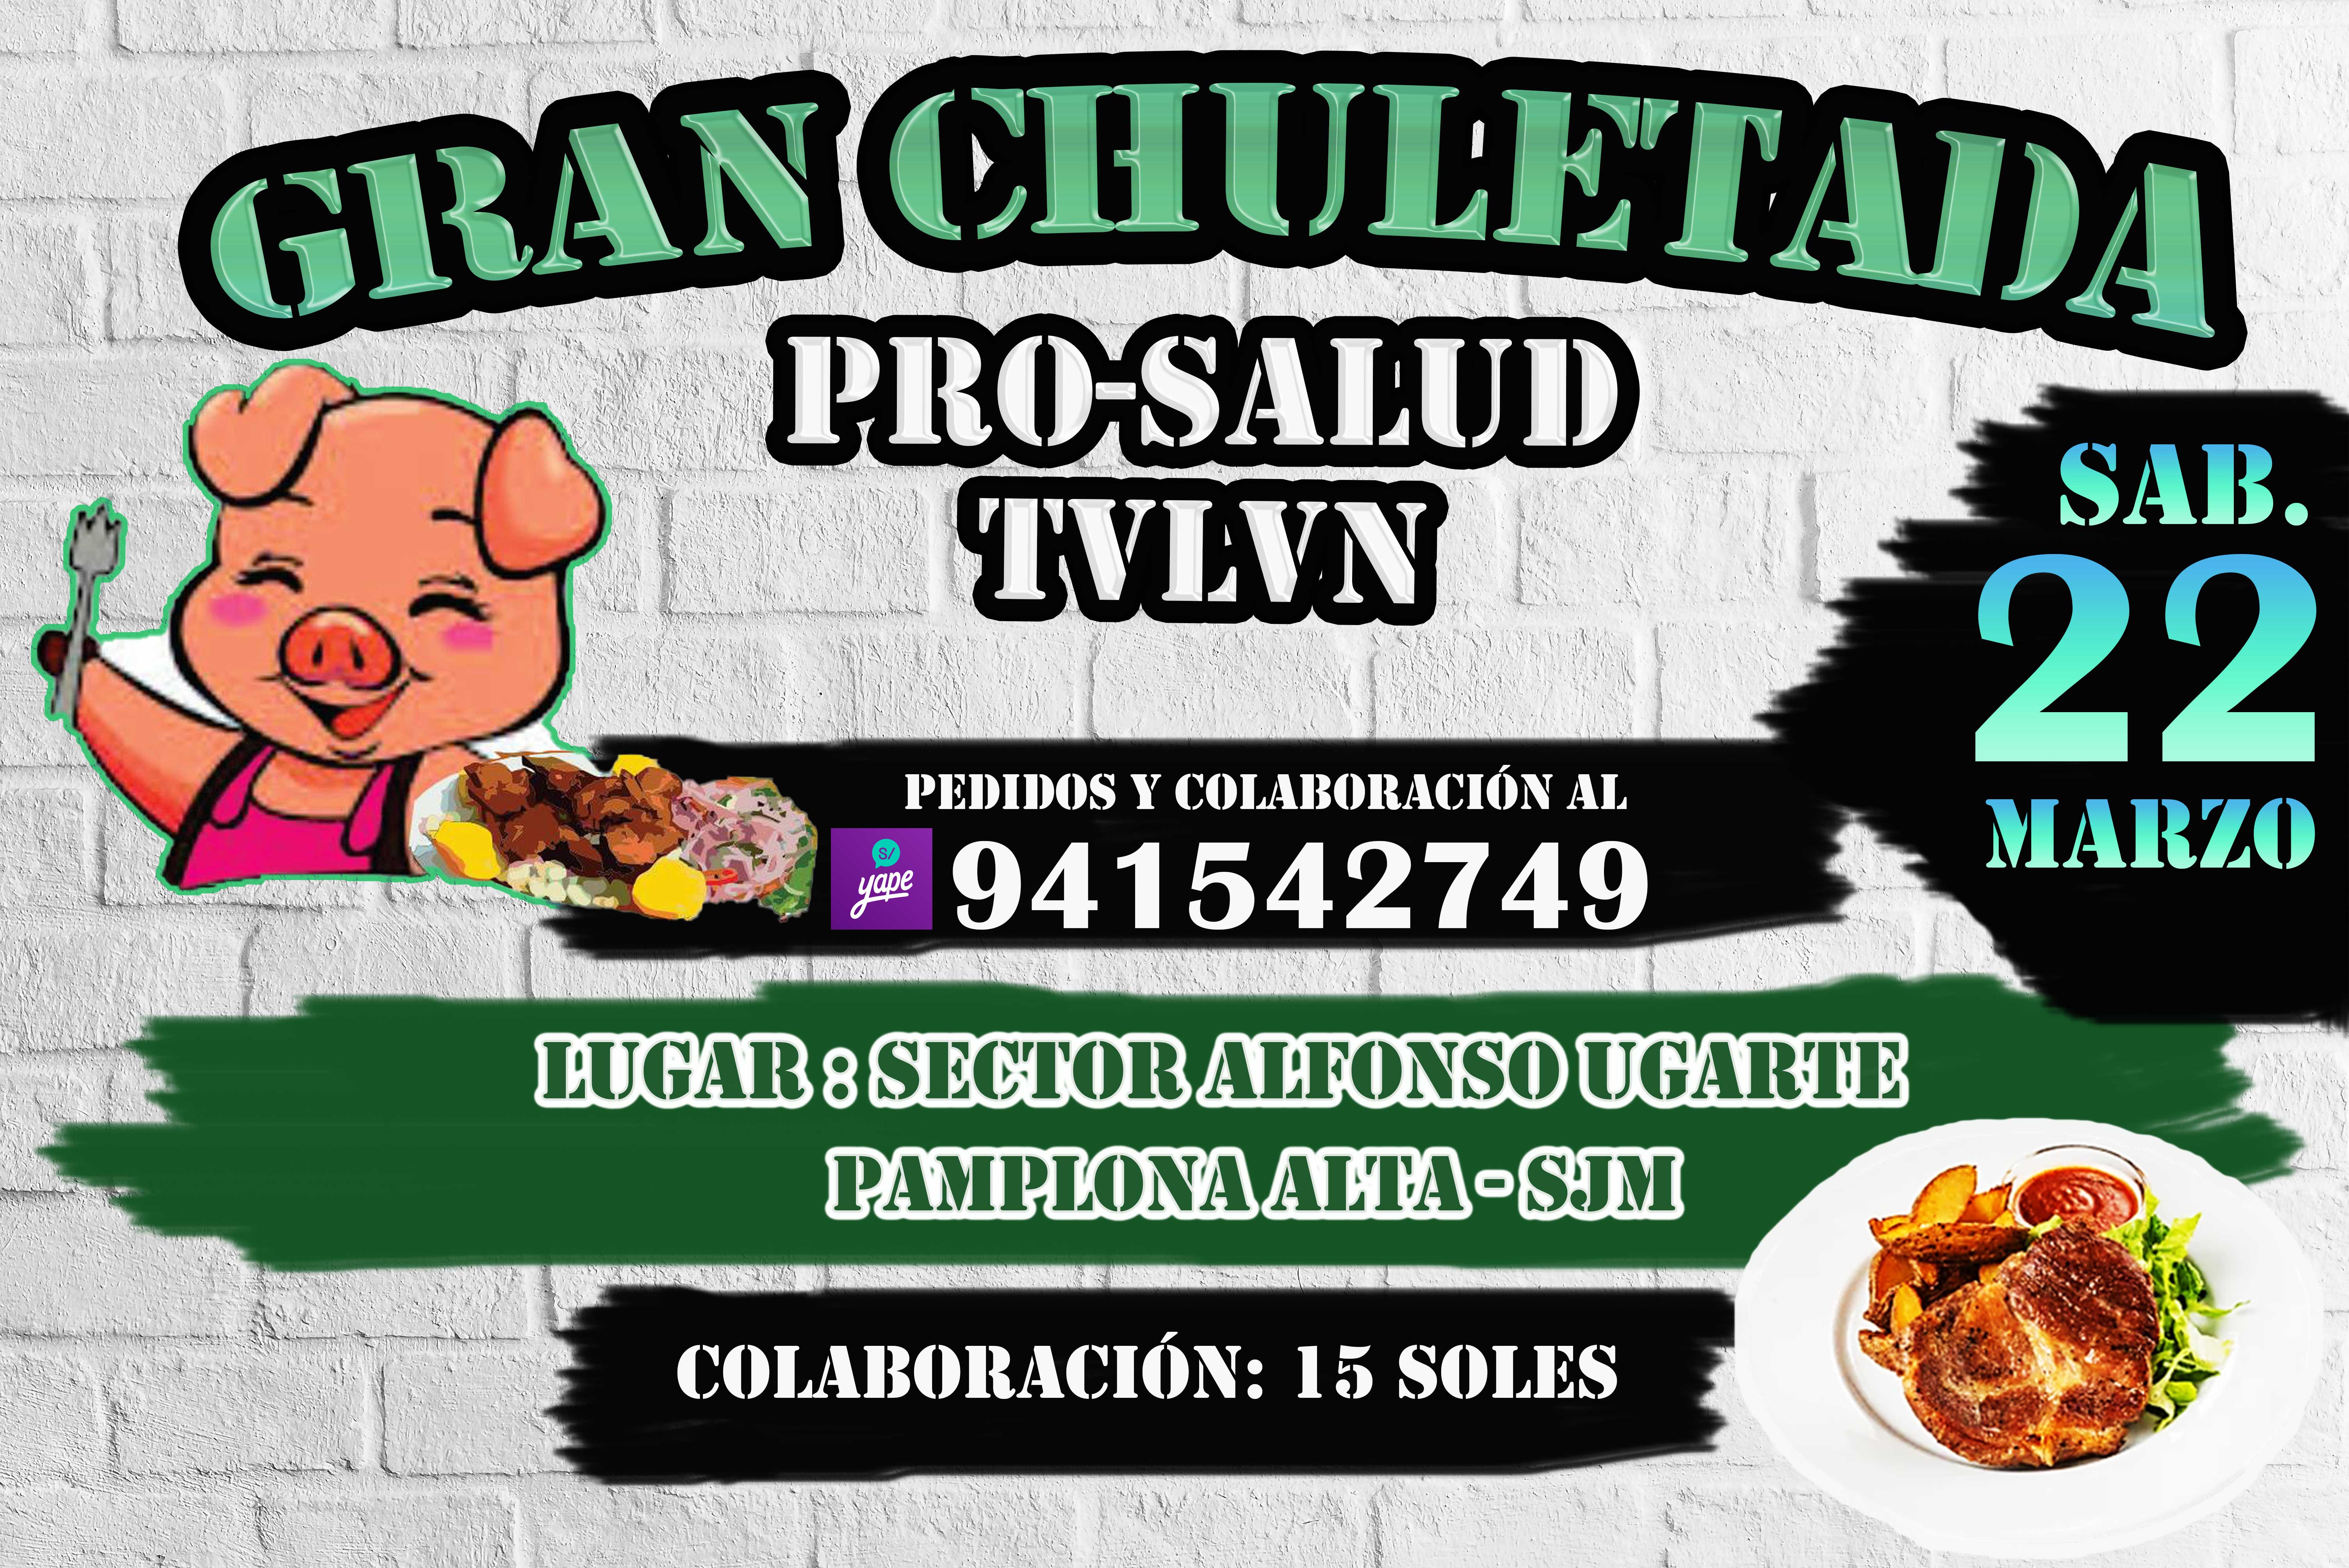 GRAN CHULETADA
PRO-SALUD
TVLVN
SAB.
22
MARZO
PEDIDOS Y COLABORACIÓN AL
S/
yape
941542749
LUGAR : SECTOR ALFONSO UGARTE
PAMPLONA ALTA - SJM
COLABORACIÓN: 15 SOLES